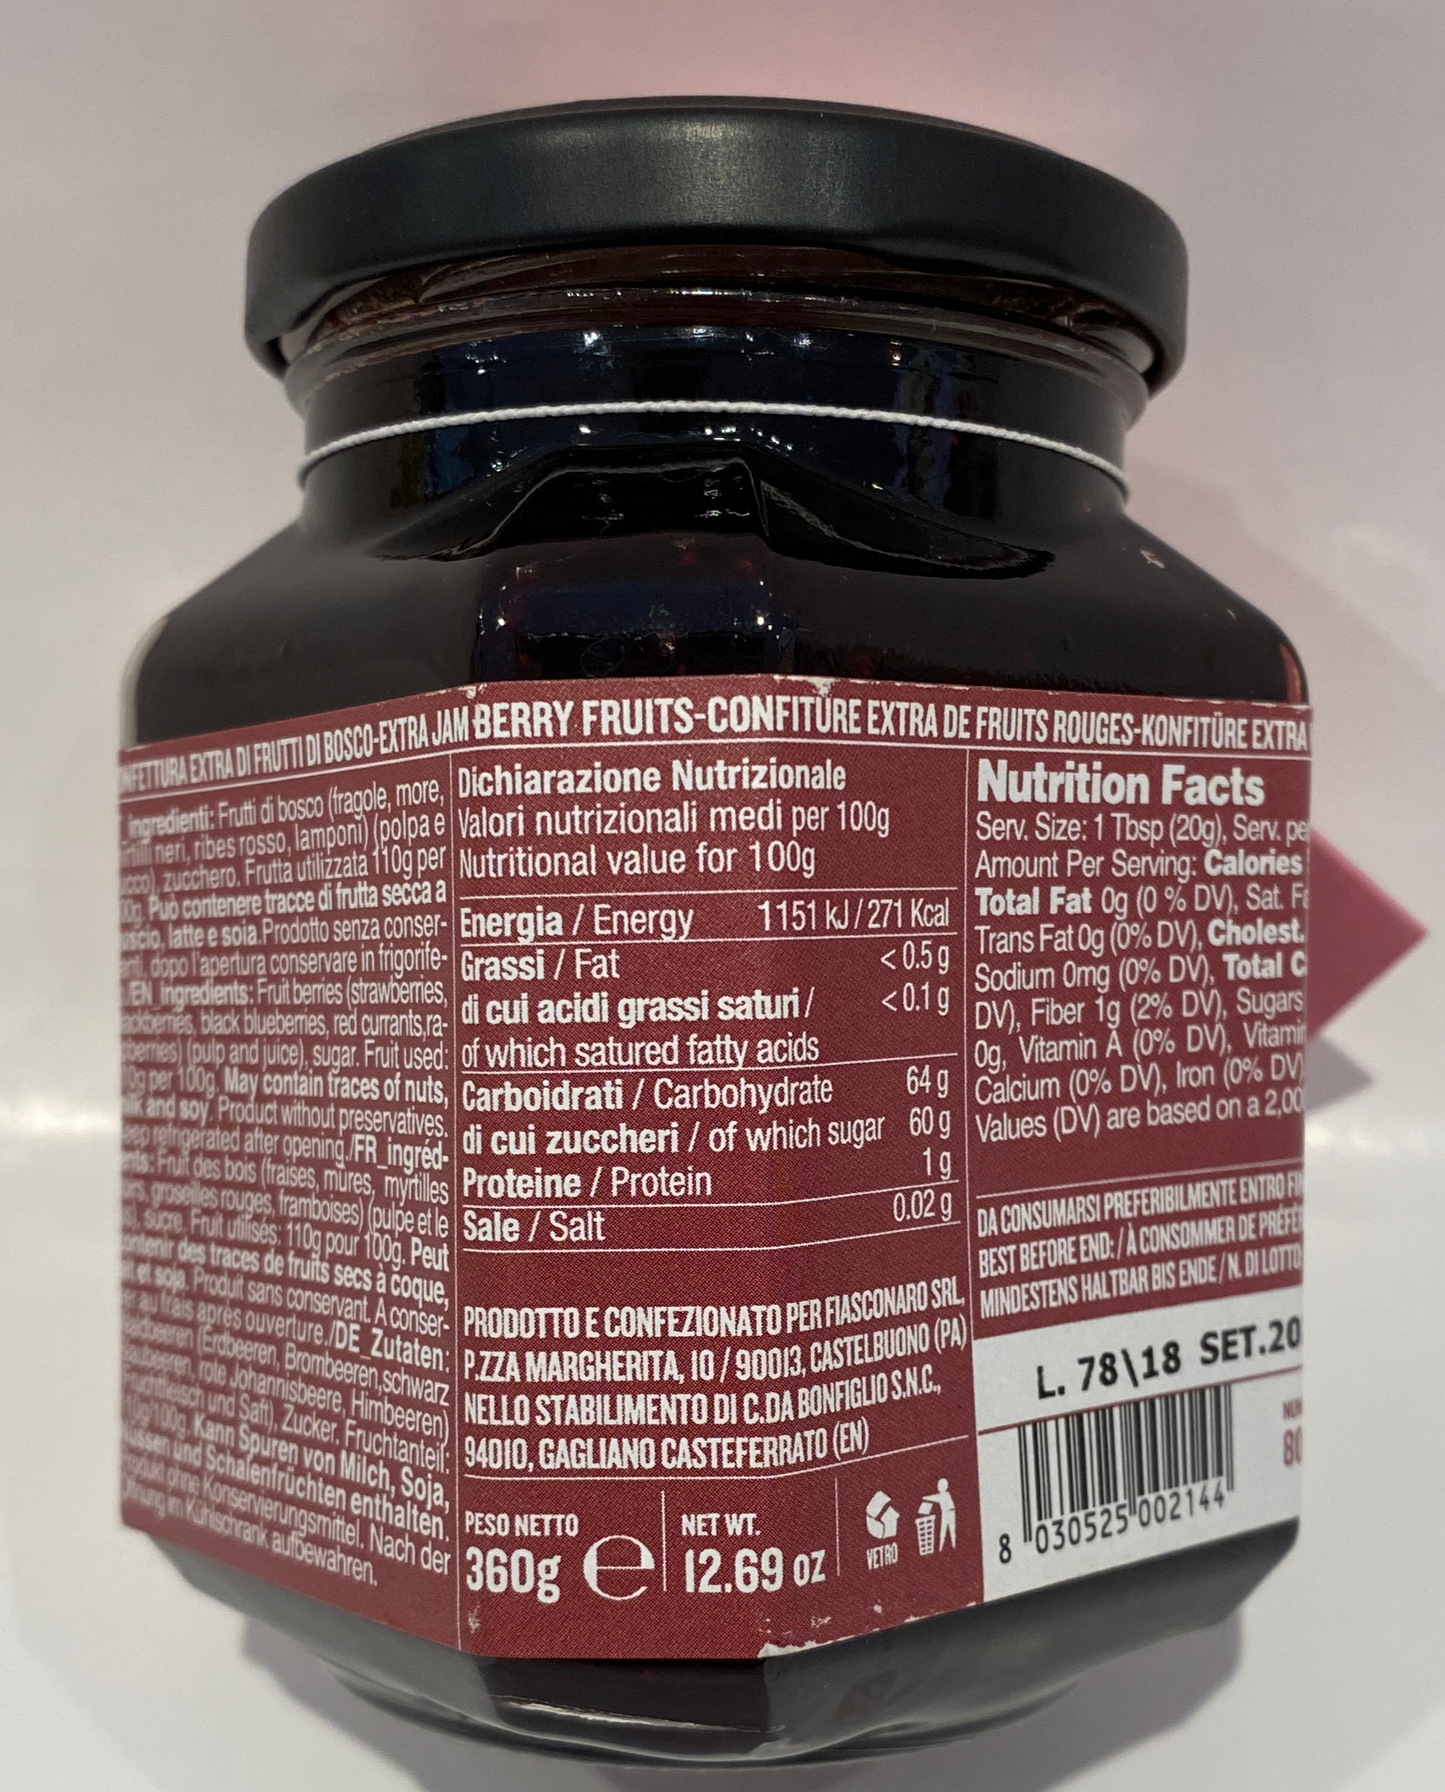 NFETTURA EXTRA DI FRUTTI DI BOSCO-EXTRA JAM BERRY FRUITS-CONFITURE EXTRA DE FRUITS ROUGES-KONFITÜRE EXTRA
Ingredienti: Frutti di bosco (fragole, more,
neri, ribes rosso, lamponi) (polpa e
zucchero. Frutta utilizzata 110g per
Può contenere tracce di frutta secca a
latte e soia. Prodotto senza conser-
dopo l'apertura conservare in frigorife-
/EN_Ingredients: Fruit berries (strawberries,
black blueberries, red currants, ra-
(pulp and juice), sugar. Fruit used:
per 100g. May contain traces of nuts,
and soy. Product without preservatives.
refrigerated after opening./FR_ingréd-
Fruit des bois (fraises, mûres, myrtilles
groseilles rouges, framboises) (pulpe et le
sucre, Fruit utilisés: 110g pour 100g. Peut
des traces de fruits secs à coque,
et soja. Produit sans conservant. A conser-
au frais après ouverture./DE_Zutaten:
(Erdbeeren, Brombeeren, schwarz
rote Johannisbeere, Himbeeren)
und Saft), Zucker, Fruchtanteil:
Kann Spuren von Milch, Soja,
und Schalenfrüchten enthalten.
ohne Konservierungsmittel. Nach der
im Kühlschrank aufbewahren.
Dichiarazione Nutrizionale
Valori nutrizionali medi per 100g
Nutritional value for 100g
Energia / Energy 1151 kJ / 271 Kcal
Grassi / Fat < 0.5 g
di cui acidi grassi saturi / < 0.1 g
of which satured fatty acids
Carboidrati / Carbohydrate 64 g
di cui zuccheri / of which sugar 60 g
Proteine / Protein 1 g
Sale / Salt 0.02 g
PRODOTTO E CONFEZIONATO PER FIASCONARO SRL,
P.ZZA MARGHERITA, 10 / 90013, CASTELBUONO (PA)
NELLO STABILIMENTO DI C.DA BONFIGLIO S.N.C.,
94010, GAGLIANO CASTEFERRATO (EN)
PESO NETTO
360g e
NET WT.
12.69 oz
VETRO
Nutrition Facts
Serv. Size: 1 Tbsp (20g), Serv. pe
Amount Per Serving: Calories
Total Fat 0g (0 % DV), Sat. Fa
Trans Fat 0g (0% DV), Cholest.
Sodium 0mg (0% DV), Total C
DV), Fiber 1g (2% DV), Sugars
0g, Vitamin A (0% DV), Vitamin
Calcium (0% DV), Iron (0% DV)
Values (DV) are based on a 2,00
DA CONSUMARSI PREFERIBILMENTE ENTRO FIN
BEST BEFORE END: / À CONSOMMER DE PRÉFÉR
MINDESTENS HALTBAR BIS ENDE / N. DI LOTTO
L. 78\18 SET.20
8 030525 002144
NUM
80